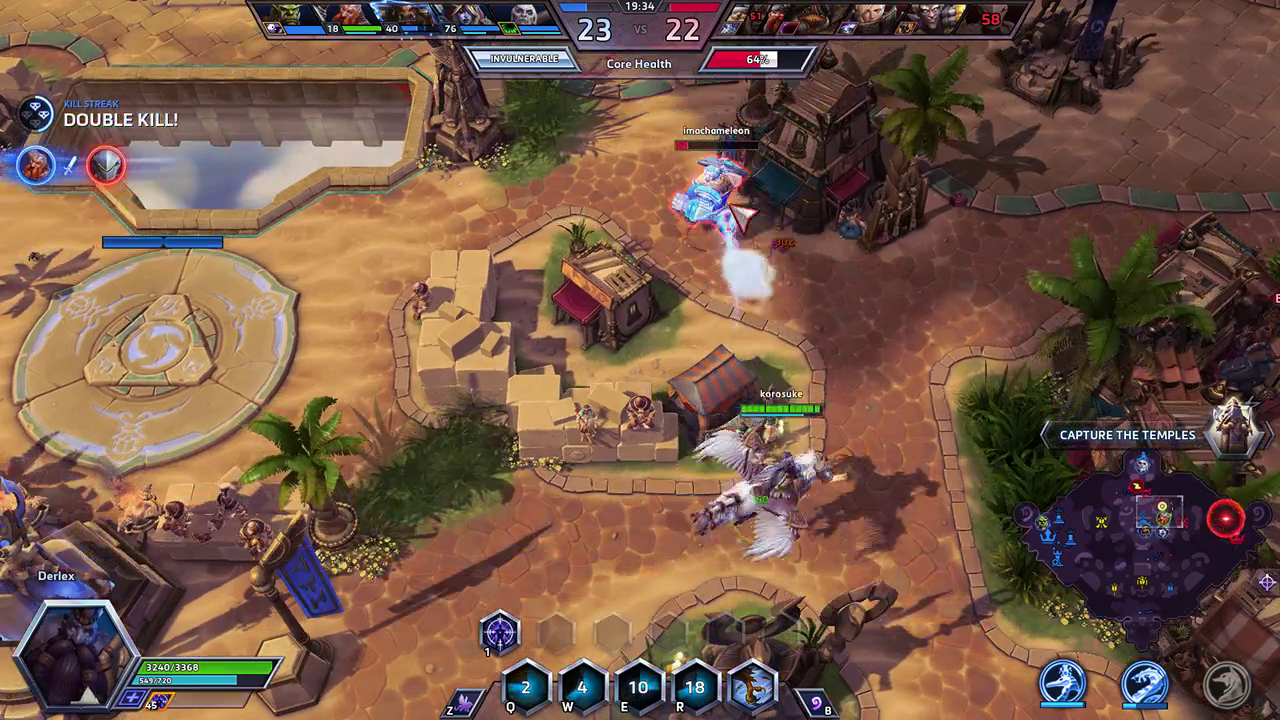 19:34
18
40
76
23
VS
22
51
58
INVULNERABLE
Core Health
64%
KILL STREAK
DOUBLE KILL!
imachameleon
korosuke
CAPTURE THE TEMPLES
Derlex
3240/3368
549/720
45
1
2
4
10
18
Z
Q
W
E
R
B